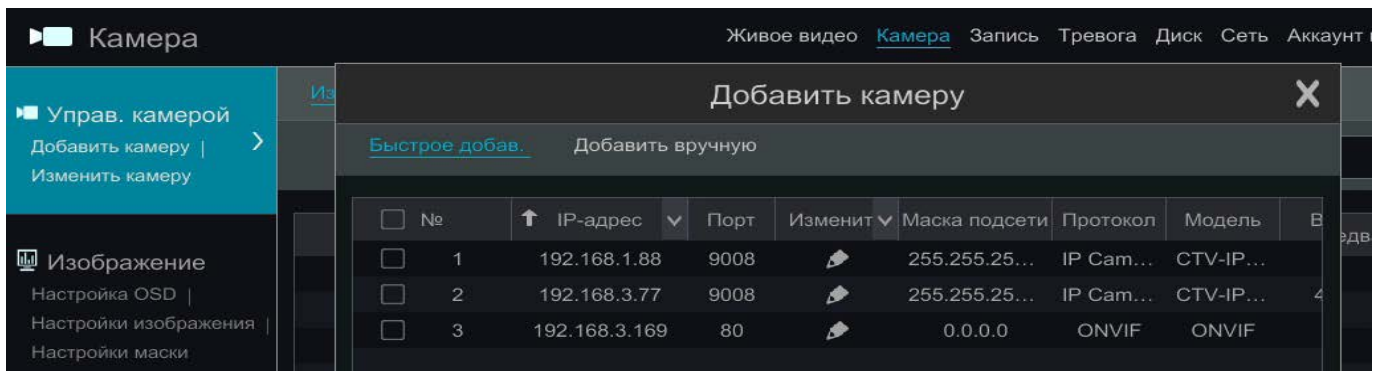 Камера
Живое видео Камера Запись Тревога Диск Сеть Аккаунт
Управ. камерой
Добавить камеру |
Изменить камеру
Добавить камеру X
Быстрое добав. Добавить вручную
№ IP-адрес Порт Изменит Маска подсети Протокол Модель
1 192.168.1.88 9008 255.255.25... IP Cam... CTV-IP...
2 192.168.3.77 9008 255.255.25... IP Cam... CTV-IP...
3 192.168.3.169 80 0.0.0.0 ONVIF ONVIF
Изображение
Настройка OSD |
Настройки изображения |
Настройки маски